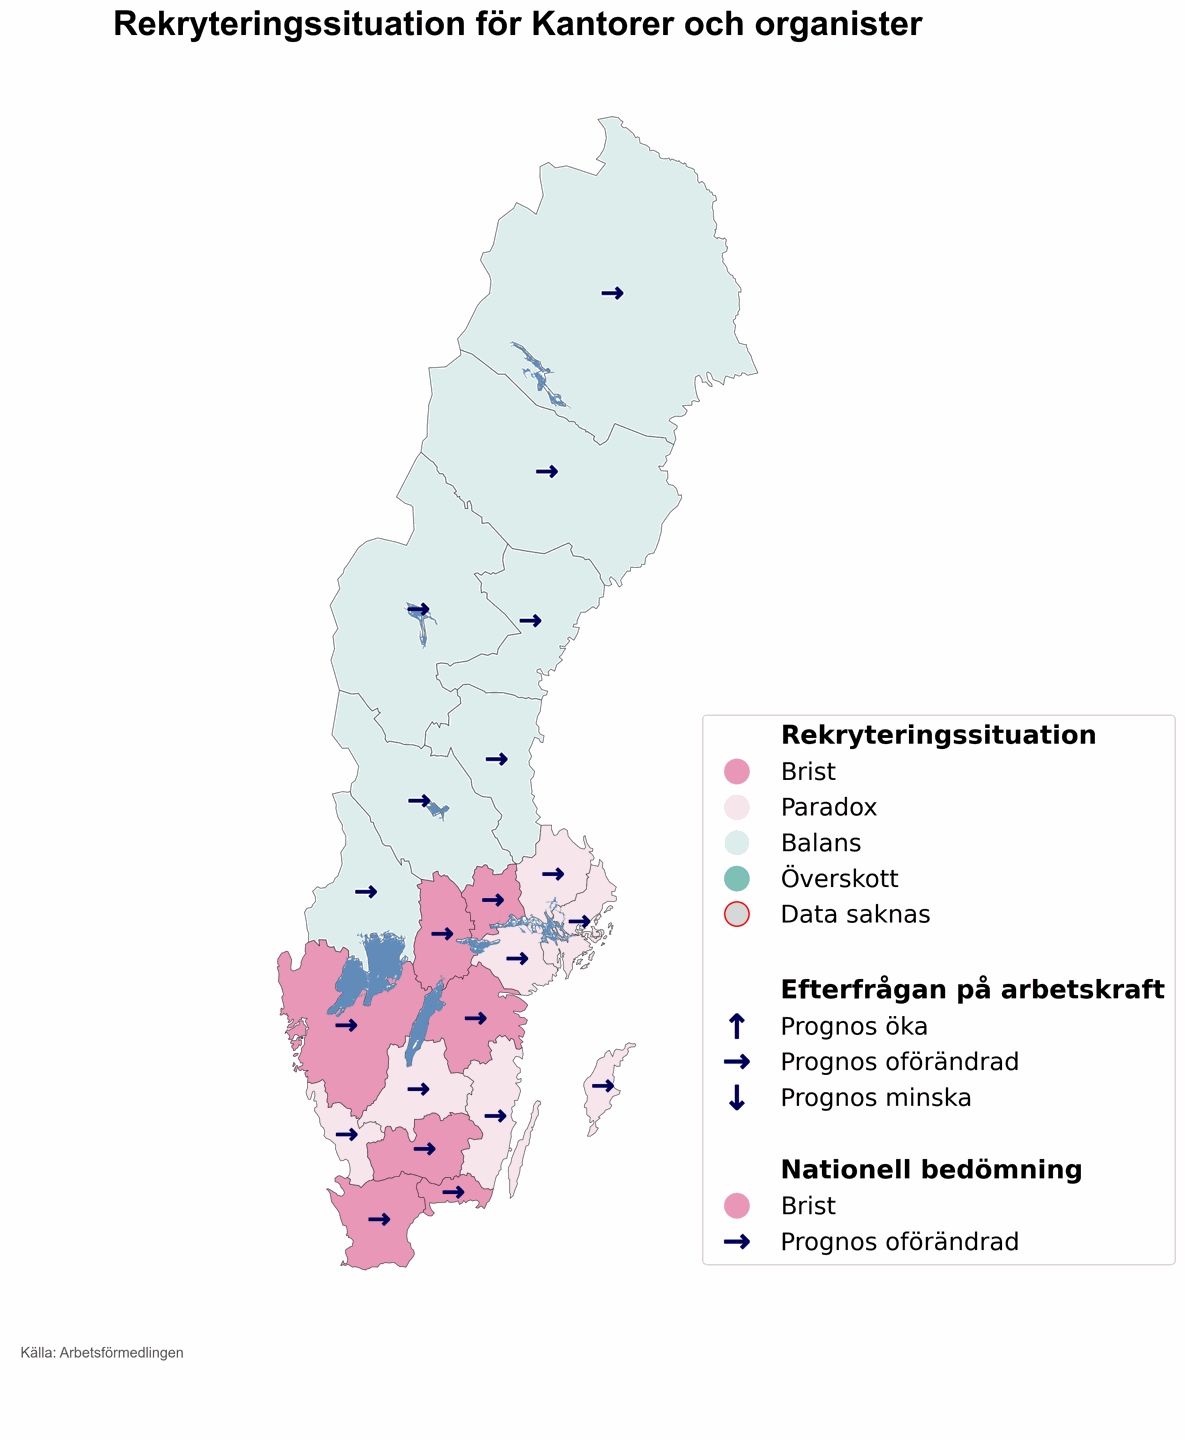 Rekryteringssituation för Kantorer och organister
Rekryteringssituation
Brist
Paradox
Balans
Överskott
Data saknas
Efterfrågan på arbetskraft
Prognos öka
Prognos oförändrad
Prognos minska
Nationell bedömning
Brist
Prognos oförändrad
Källa: Arbetsförmedlingen